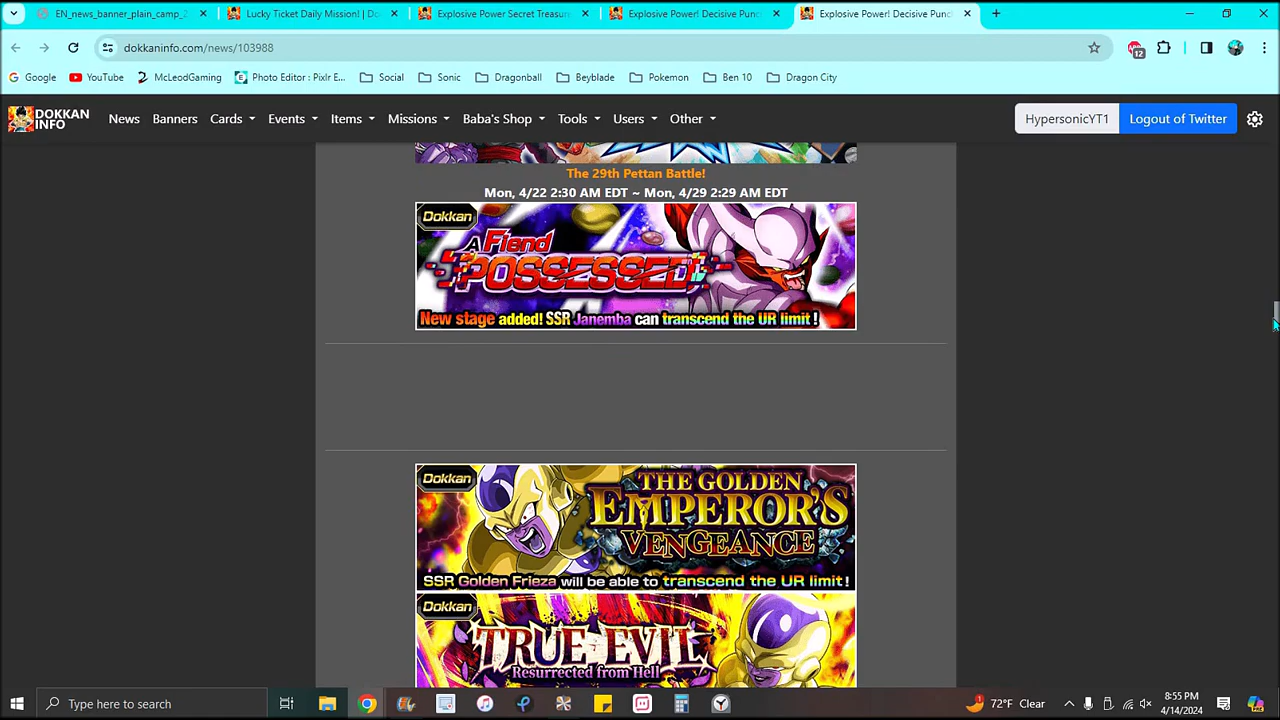 EN_news_banner_plain_camp_2
Lucky Ticket Daily Mission! | Do
Explosive Power Secret Treasure
Explosive Power! Decisive Punc
Explosive Power! Decisive Punc
dokkaninfo.com/news/103988
12
Google
YouTube
McLeodGaming
Photo Editor : Pixlr E...
Social
Sonic
Dragonball
Beyblade
Pokemon
Ben 10
Dragon City
DOKKAN
INFO
News
Banners
Cards
Events
Items
Missions
Baba's Shop
Tools
Users
Other
HypersonicYT1
Logout of Twitter
The 29th Pettan Battle!
Mon, 4/22 2:30 AM EDT ~ Mon, 4/29 2:29 AM EDT
Dokkan
A Fiend
POSSESSED
New stage added! SSR Janemba can transcend the UR limit!
Dokkan
THE GOLDEN
EMPEROR'S
VENGEANCE
SSR Golden Frieza will be able to transcend the UR limit!
Dokkan
TRUE EVIL
Resurrected from Hell
Type here to search
72°F Clear
8:55 PM
4/14/2024